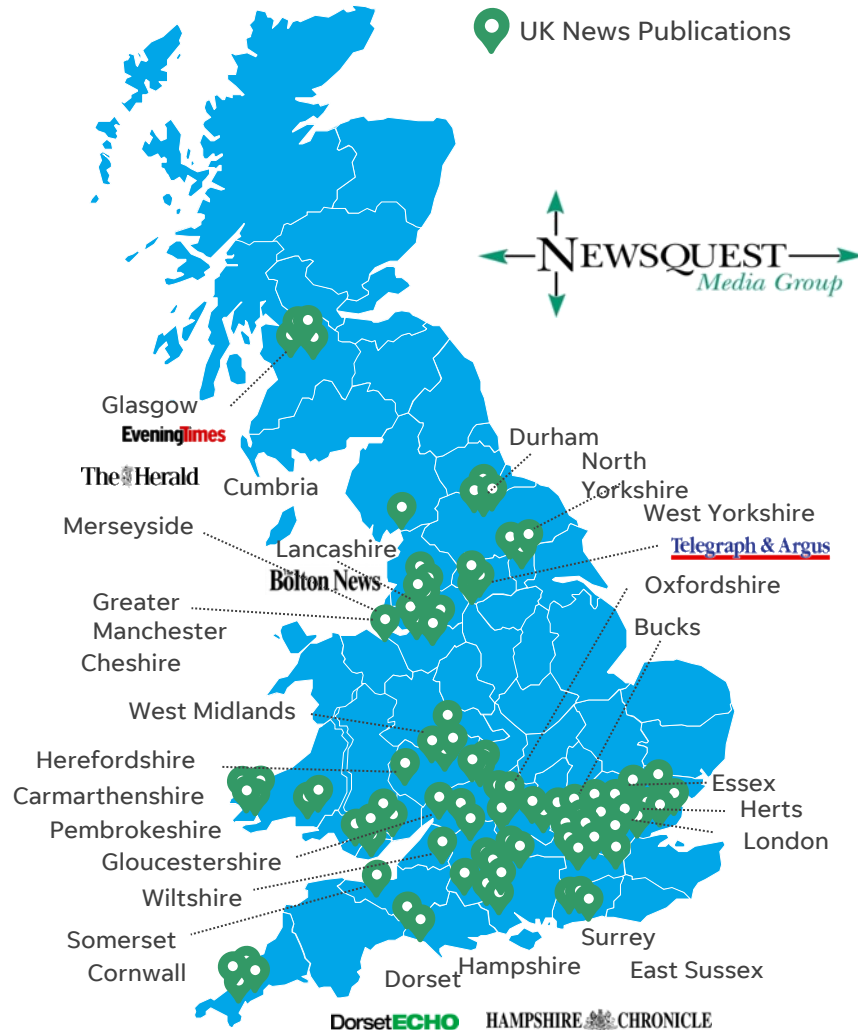 UK News Publications
NEWSQUEST
Media Group
Glasgow
EveningTimes
The Herald
Cumbria
Durham
North
Yorkshire
West Yorkshire
Telegraph & Argus
Merseyside
Lancashire
The
Bolton News
Oxfordshire
Greater
Manchester
Cheshire
Bucks
West Midlands
Herefordshire
Carmarthenshire
Pembrokeshire
Gloucestershire
Wiltshire
Essex
Herts
London
Somerset
Cornwall
Dorset
Hampshire
Surrey
East Sussex
DorsetECHO
HAMPSHIRE CHRONICLE